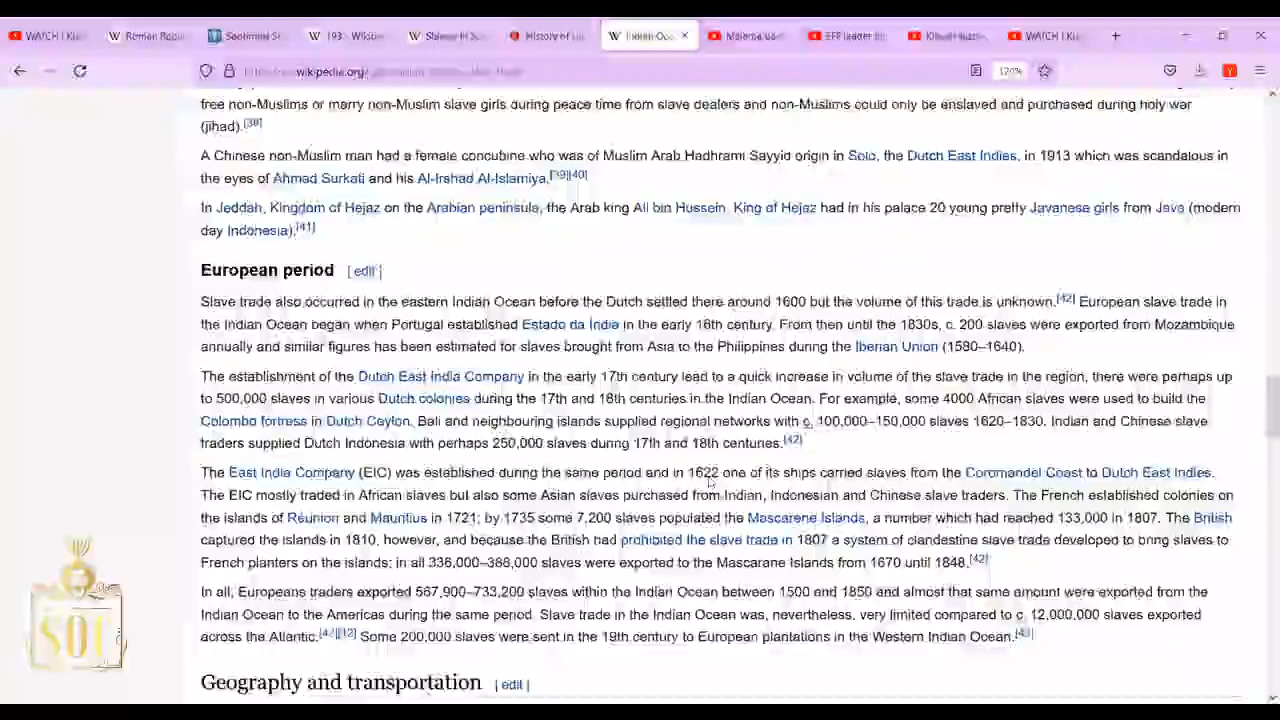 WATCH
Roman Repu
193 - Wikiped
Slavery in
History of
Indian Oce
Malema
EFF leader
120%
wikipedia.org
free non-Muslims or marry non-Muslim slave girls during peace time from slave dealers and non-Muslims could only be enslaved and purchased during holy war
(jihad).[38]
A Chinese non-Muslim man had a female concubine who was of Muslim Arab Hadhrami Sayyid origin in Solo, the Dutch East Indies, in 1913 which was scandalous in
the eyes of Ahmad Surkati and his Al-Irshad Al-Islamiya.[39][40]
In Jeddah, Kingdom of Hejaz on the Arabian peninsula, the Arab king Ali bin Hussein, King of Hejaz had in his palace 20 young pretty Javanese girls from Java (modern
day Indonesia).[41]
European period [ edit ]
Slave trade also occurred in the eastern Indian Ocean before the Dutch settled there around 1600 but the volume of this trade is unknown.[42] European slave trade in
the Indian Ocean began when Portugal established Estado da Índia in the early 16th century. From then until the 1830s, c. 200 slaves were exported from Mozambique
annually and similar figures has been estimated for slaves brought from Asia to the Philippines during the Iberian Union (1580–1640).
The establishment of the Dutch East India Company in the early 17th century lead to a quick increase in volume of the slave trade in the region, there were perhaps up
to 500,000 slaves in various Dutch colonies during the 17th and 18th centuries in the Indian Ocean. For example, some 4000 African slaves were used to build the
Colombo fortress in Dutch Ceylon. Bali and neighbouring islands supplied regional networks with c. 100,000–150,000 slaves 1620–1830. Indian and Chinese slave
traders supplied Dutch Indonesia with perhaps 250,000 slaves during 17th and 18th centuries.[42]
The East India Company (EIC) was established during the same period and in 1622 one of its ships carried slaves from the Coromandel Coast to Dutch East Indies.
The EIC mostly traded in African slaves but also some Asian slaves purchased from Indian, Indonesian and Chinese slave traders. The French established colonies on
the islands of Réunion and Mauritius in 1721; by 1735 some 7,200 slaves populated the Mascarene Islands, a number which had reached 133,000 in 1807. The British
captured the islands in 1810, however, and because the British had prohibited the slave trade in 1807 a system of clandestine slave trade developed to bring slaves to
French planters on the islands; in all 336,000–388,000 slaves were exported to the Mascarane Islands from 1670 until 1848.[42]
In all, Europeans traders exported 567,900–733,200 slaves within the Indian Ocean between 1500 and 1850 and almost that same amount were exported from the
Indian Ocean to the Americas during the same period. Slave trade in the Indian Ocean was, nevertheless, very limited compared to c. 12,000,000 slaves exported
across the Atlantic.[42][12] Some 200,000 slaves were sent in the 19th century to European plantations in the Western Indian Ocean.[43]
Geography and transportation [ edit ]